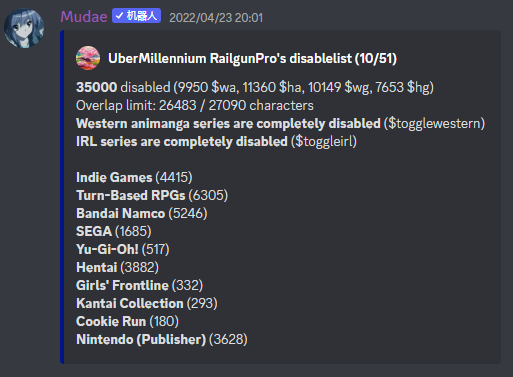 Mudae ✓ 机器人 2022/04/23 20:01
UberMillennium RailgunPro's disablelist (10/51)
35000 disabled (9950 $wa, 11360 $ha, 10149 $wg, 7653 $hg)
Overlap limit: 26483 / 27090 characters
Western animanga series are completely disabled ($togglewestern)
IRL series are completely disabled ($toggleirl)
Indie Games (4415)
Turn-Based RPGs (6305)
Bandai Namco (5246)
SEGA (1685)
Yu-Gi-Oh! (517)
Hentai (3882)
Girls' Frontline (332)
Kantai Collection (293)
Cookie Run (180)
Nintendo (Publisher) (3628)